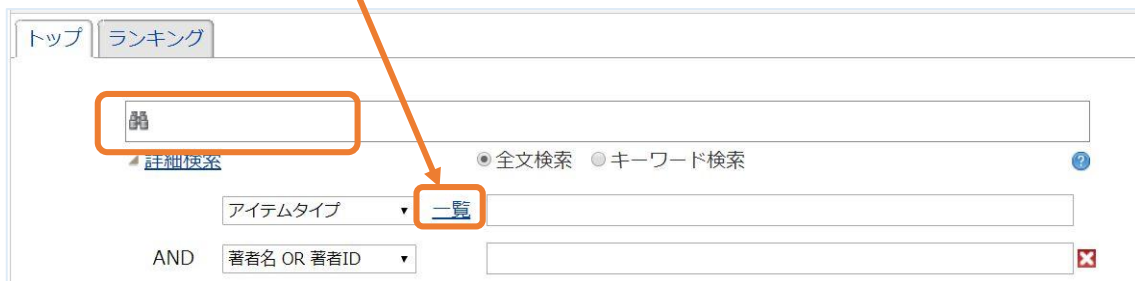 トップ ランキング
詳細検索 全文検索 キーワード検索
アイテムタイプ 一覧
AND 著者名 OR 著者ID